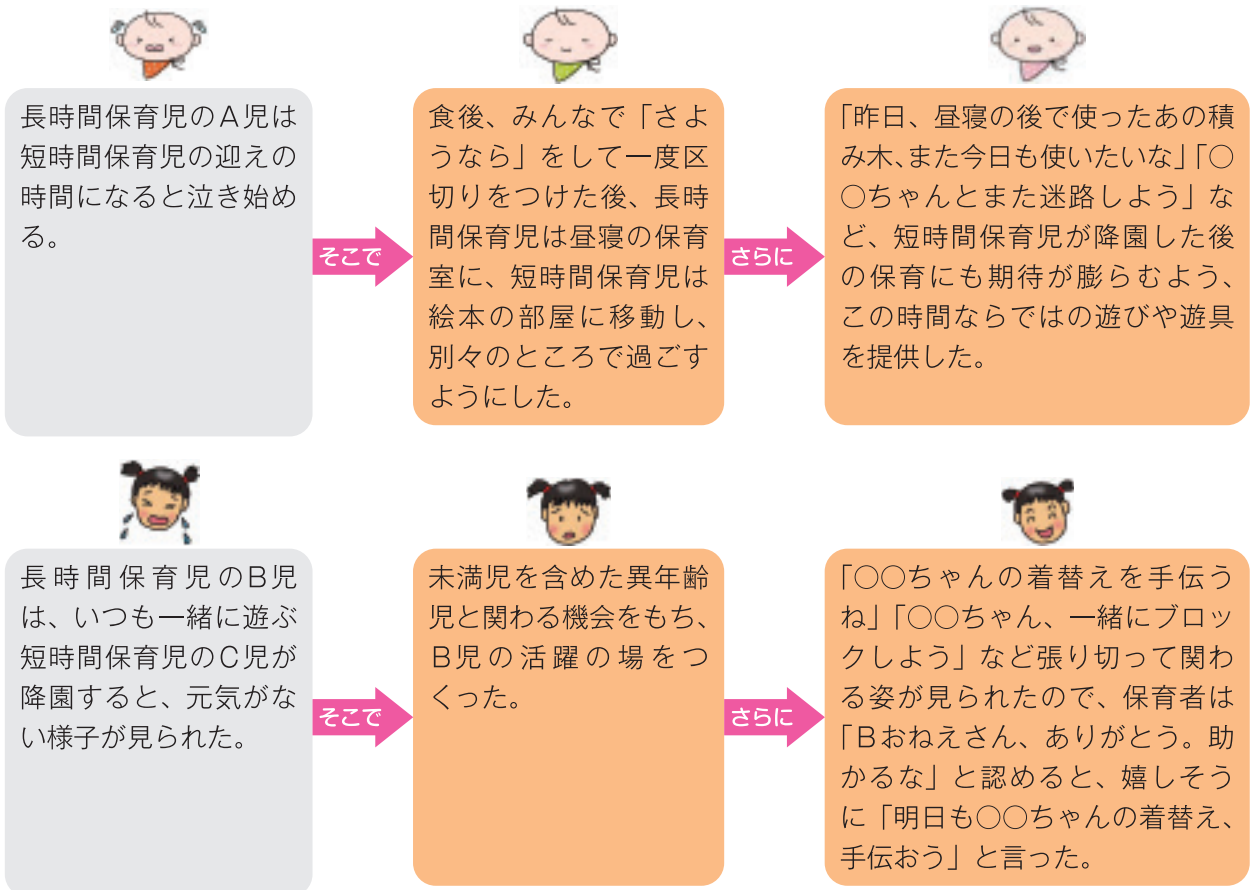 長時間保育児のA児は
短時間保育児の迎えの
時間になると泣き始め
る。
そこで
食後、みんなで「さよ
うなら」をして一度区
切りをつけた後、長時
間保育児は昼寝の保育
室に、短時間保育児は
絵本の部屋に移動し、
別々のところで過ごす
ようにした。
さらに
「昨日、昼寝の後で使ったあの積
み木、また今日も使いたいな」「○
○ちゃんとまた迷路しよう」な
ど、短時間保育児が降園した後
の保育にも期待が膨らむよう、
この時間ならではの遊びや遊具
を提供した。
長時間保育児のB児
は、いつも一緒に遊ぶ
短時間保育児のC児が
降園すると、元気がな
い様子が見られた。
そこで
未満児を含めた異年齢
児と関わる機会をもち、
B児の活躍の場をつ
くった。
さらに
「○○ちゃんの着替えを手伝う
ね」「○○ちゃん、一緒にブロッ
クしよう」など張り切って関わ
る姿が見られたので、保育者は
「Bおねえさん、ありがとう。助
かるな」と認めると、嬉しそう
に「明日も○○ちゃんの着替え、
手伝おう」と言った。